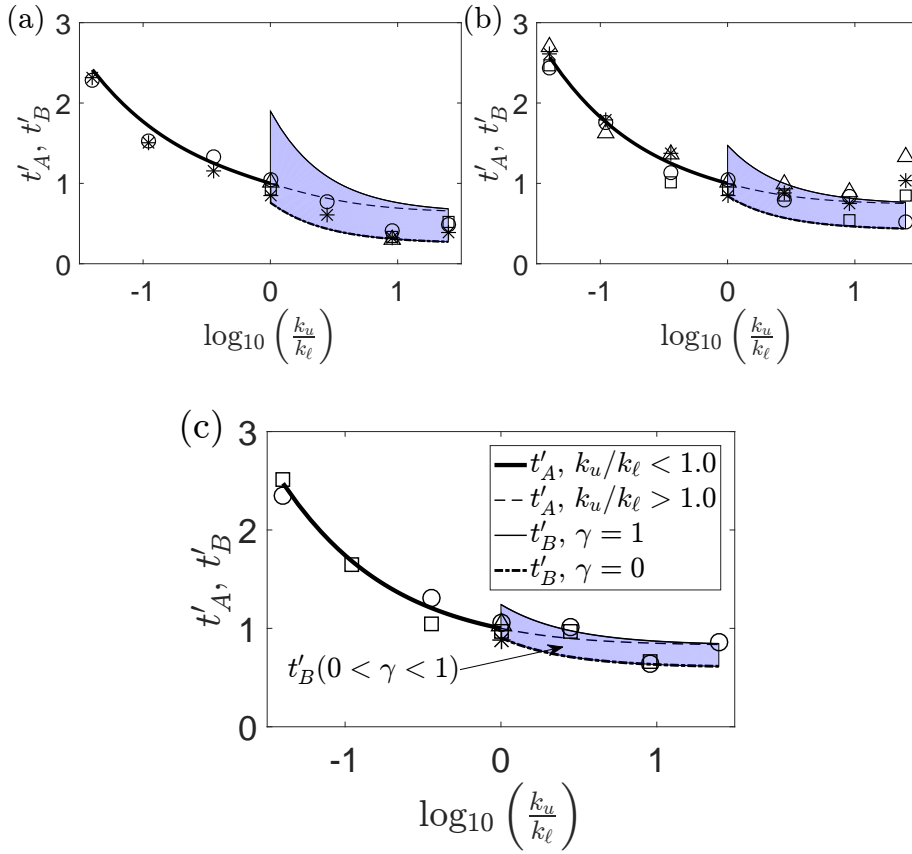 (a)
3
2
1
0
t′_A, t′_B
-1 0 1
log₁₀ (k_u/k_ℓ)
(b)
3
2
1
0
t′_A, t′_B
-1 0 1
log₁₀ (k_u/k_ℓ)
(c)
3
2
1
0
t′_A, t′_B
t′_A, k_u/k_ℓ < 1.0
t′_A, k_u/k_ℓ > 1.0
t′_B, γ = 1
t′_B, γ = 0
t′_B(0 < γ < 1)
-1 0 1
log₁₀ (k_u/k_ℓ)